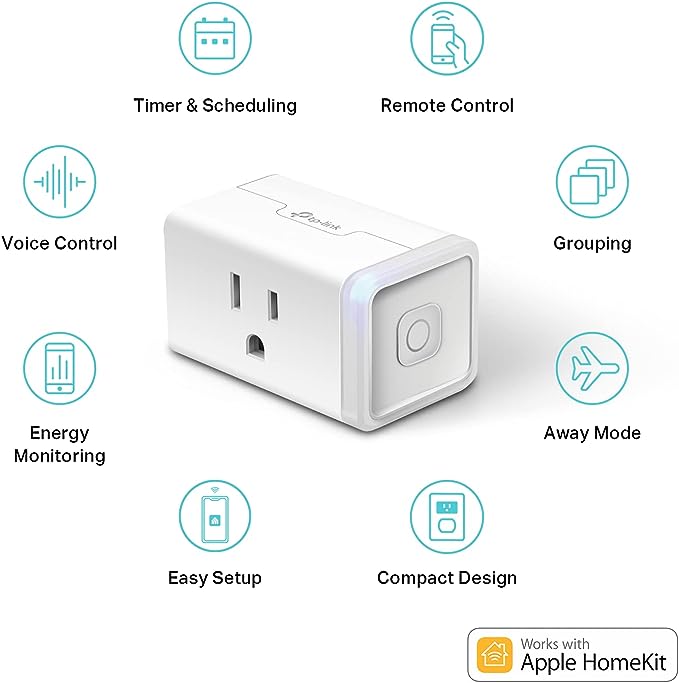 Timer & Scheduling
Remote Control
Voice Control
tp-link
Grouping
Energy
Monitoring
Away Mode
Easy Setup
Compact Design
Works with
Apple HomeKit